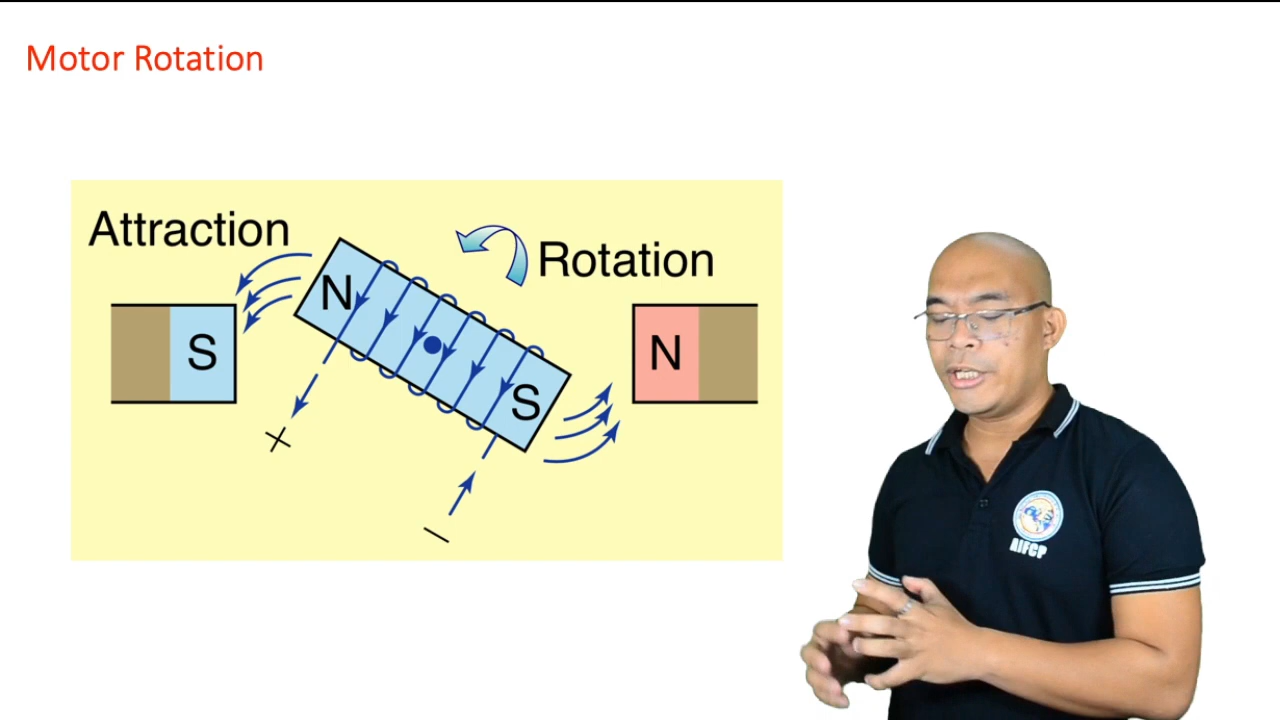 Motor Rotation
Attraction
Rotation
N
S
N
S
+
−
AIFCP